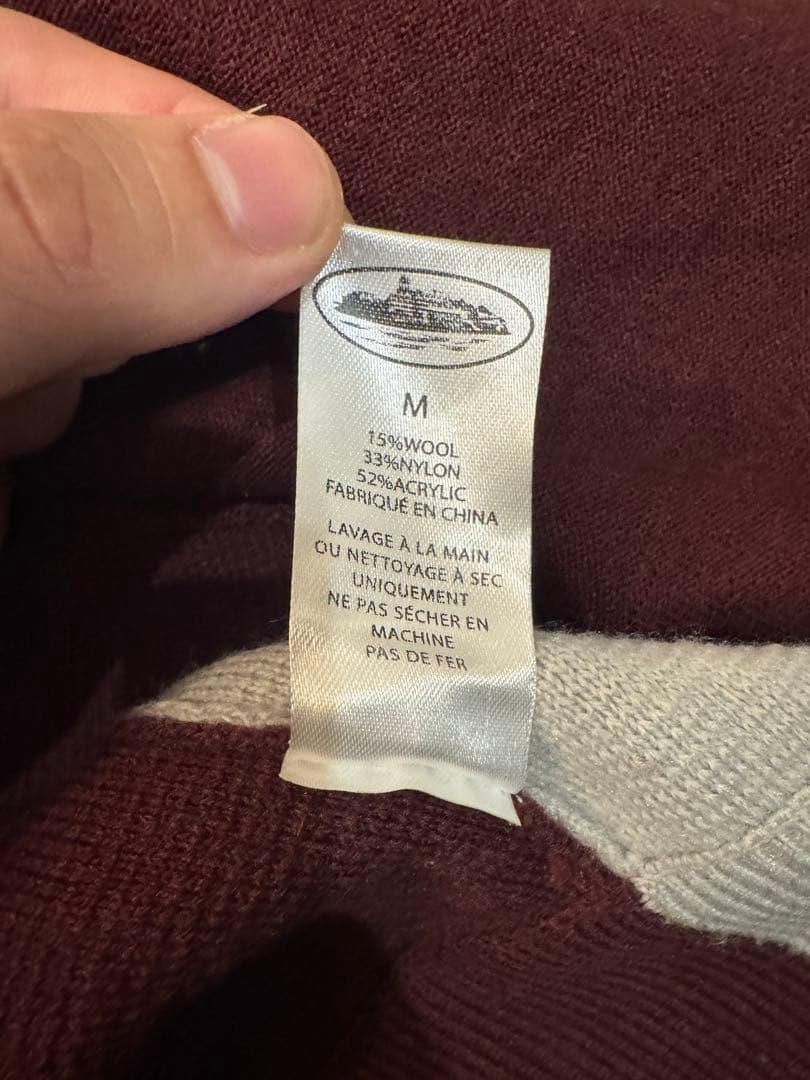 M
15%WOOL
33%NYLON
52%ACRYLIC
FABRIQUÉ EN CHINA
LAVAGE À LA MAIN
OU NETTOYAGE À SEC
UNIQUEMENT
NE PAS SÉCHER EN
MACHINE
PAS DE FER